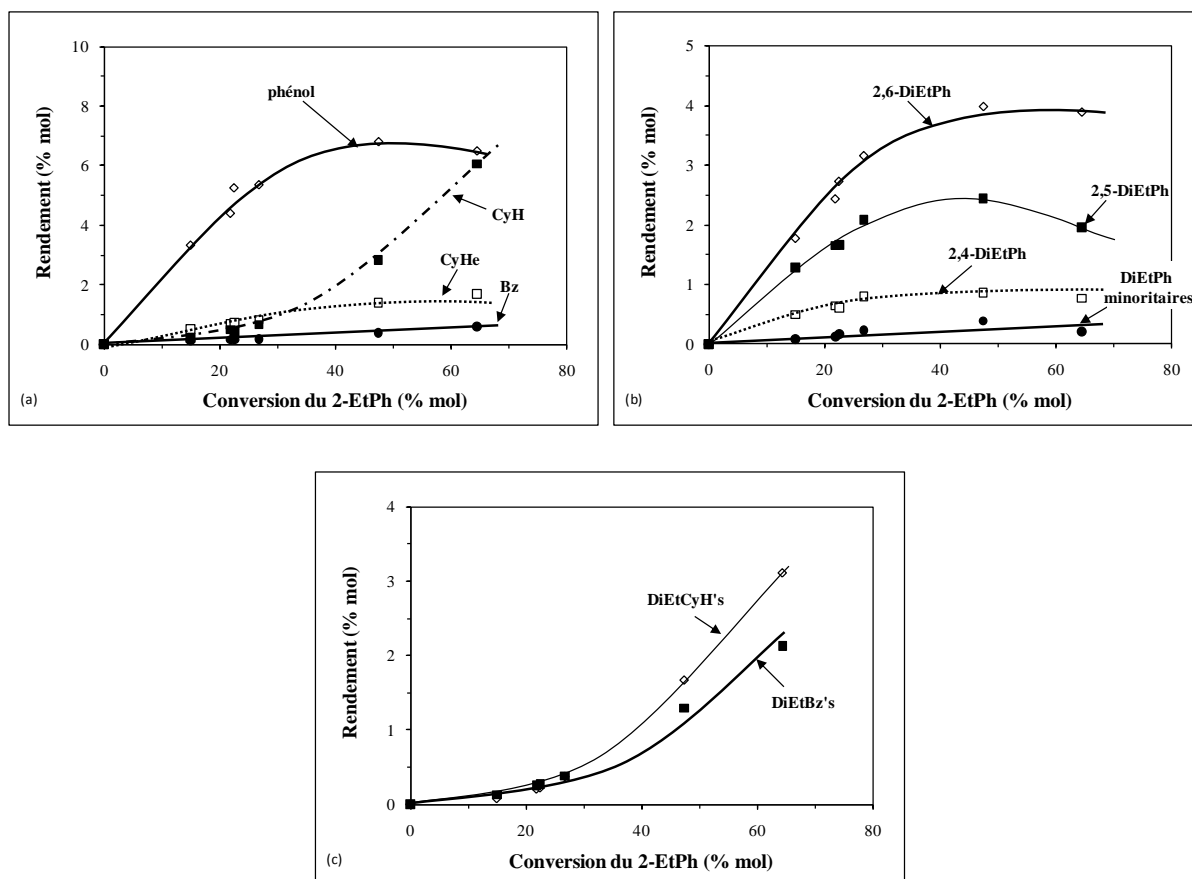 10
8
6
4
2
0
0
20
40
60
80
Rendement (% mol)
Conversion du 2-EtPh (% mol)
phénol
CyH
CyHe
Bz
(a)
5
4
3
2
1
0
0
20
40
60
80
Rendement (% mol)
Conversion du 2-EtPh (% mol)
2,6-DiEtPh
2,5-DiEtPh
2,4-DiEtPh
DiEtPh
minoritaires
(b)
4
3
2
1
0
0
20
40
60
80
Rendement (% mol)
Conversion du 2-EtPh (% mol)
DiEtCyH's
DiEtBz's
(c)